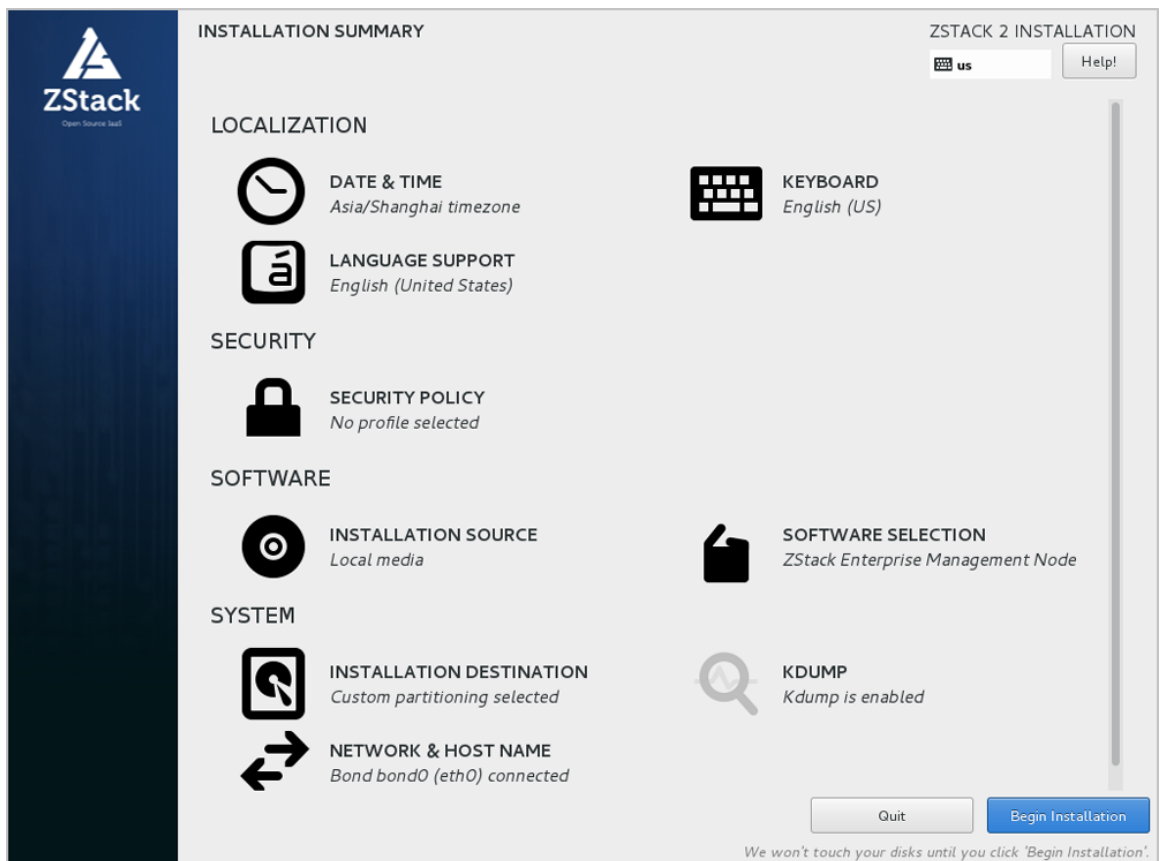 ZStack
Open Source IaaS
INSTALLATION SUMMARY
ZSTACK 2 INSTALLATION
us
Help!
LOCALIZATION
DATE & TIME
Asia/Shanghai timezone
KEYBOARD
English (US)
á
LANGUAGE SUPPORT
English (United States)
SECURITY
SECURITY POLICY
No profile selected
SOFTWARE
INSTALLATION SOURCE
Local media
SOFTWARE SELECTION
ZStack Enterprise Management Node
SYSTEM
INSTALLATION DESTINATION
Custom partitioning selected
KDUMP
Kdump is enabled
NETWORK & HOST NAME
Bond bond0 (eth0) connected
Quit
Begin Installation
We won't touch your disks until you click 'Begin Installation'.